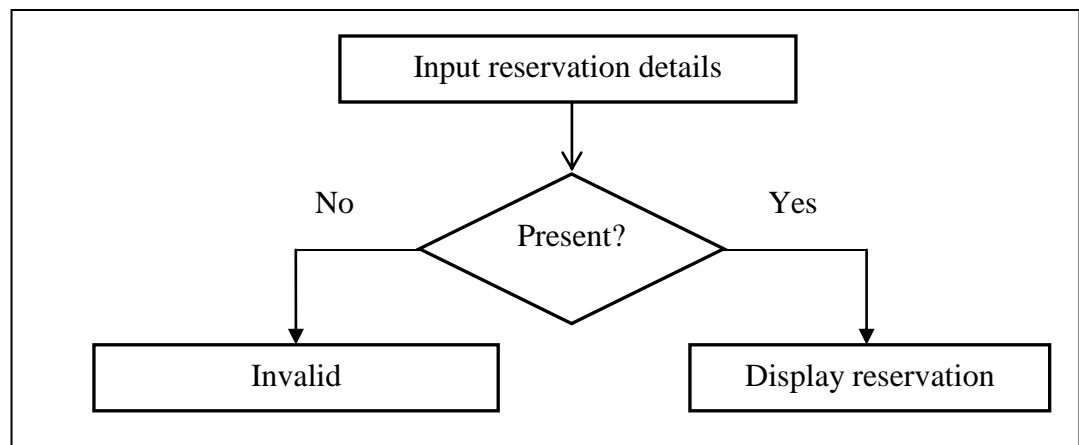 Input reservation details
No
Yes
Present?
Invalid
Display reservation